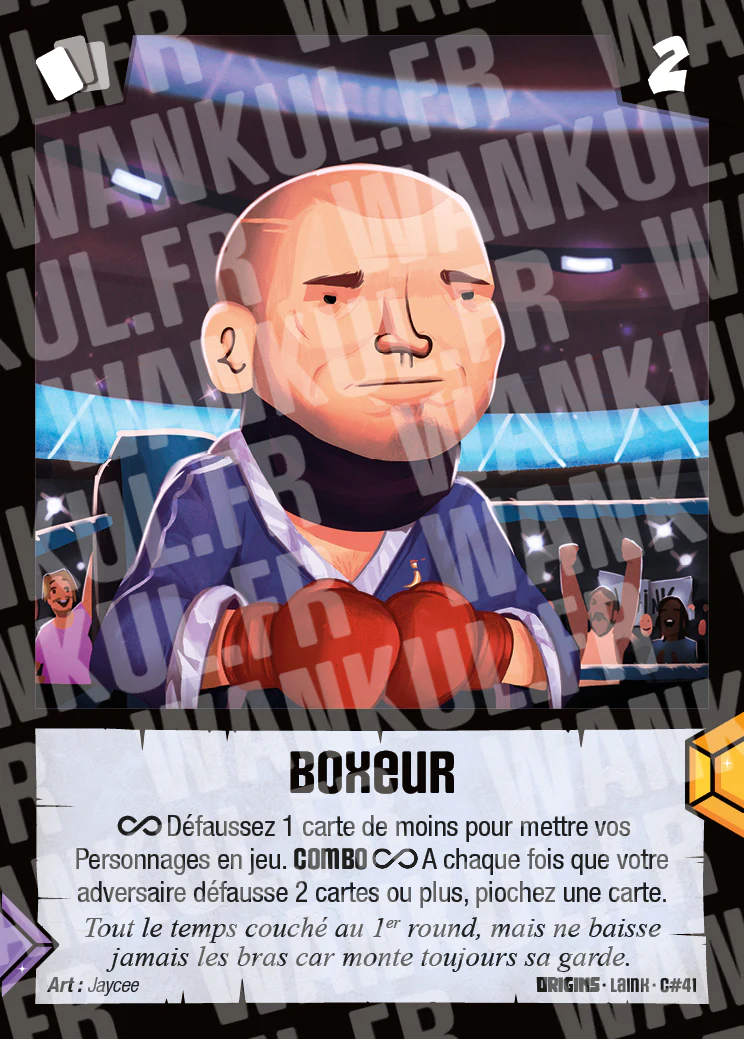 2
BOXEUR
∞ Défaussez 1 carte de moins pour mettre vos
Personnages en jeu. COMBO ∞ A chaque fois que votre
adversaire défausse 2 cartes ou plus, piochez une carte.
Tout le temps couché au 1er round, mais ne baisse
jamais les bras car monte toujours sa garde.
Art : Jaycee
ORIGINS · LAINK · C#41
WANKUL.FR